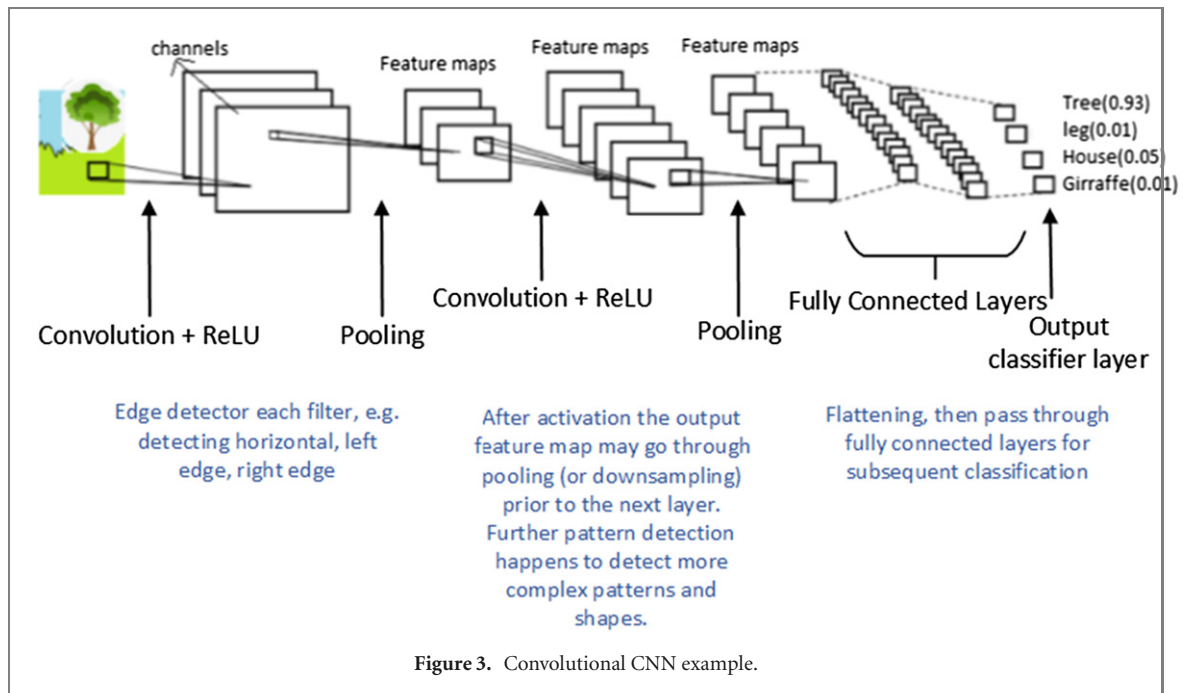 channels
Feature maps
Feature maps
Feature maps
Tree(0.93)
leg(0.01)
House(0.05)
Girraffe(0.01)
Convolution + ReLU
Pooling
Convolution + ReLU
Pooling
Fully Connected Layers
Output
classifier layer
Edge detector each filter, e.g.
detecting horizontal, left
edge, right edge
After activation the output
feature map may go through
pooling (or downsampling)
prior to the next layer.
Further pattern detection
happens to detect more
complex patterns and
shapes.
Flattening, then pass through
fully connected layers for
subsequent classification
Figure 3. Convolutional CNN example.